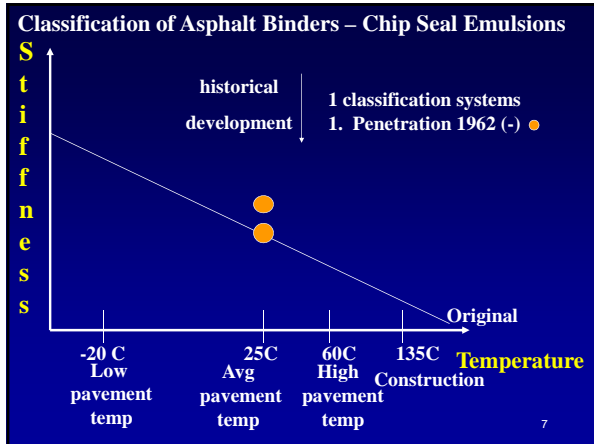 Classification of Asphalt Binders – Chip Seal Emulsions
Stiffness
historical
development
1 classification systems
1. Penetration 1962 (-)
Original
-20 C
Low
pavement
temp
25C
Avg
pavement
temp
60C
High
pavement
temp
135C
Construction
Temperature
7